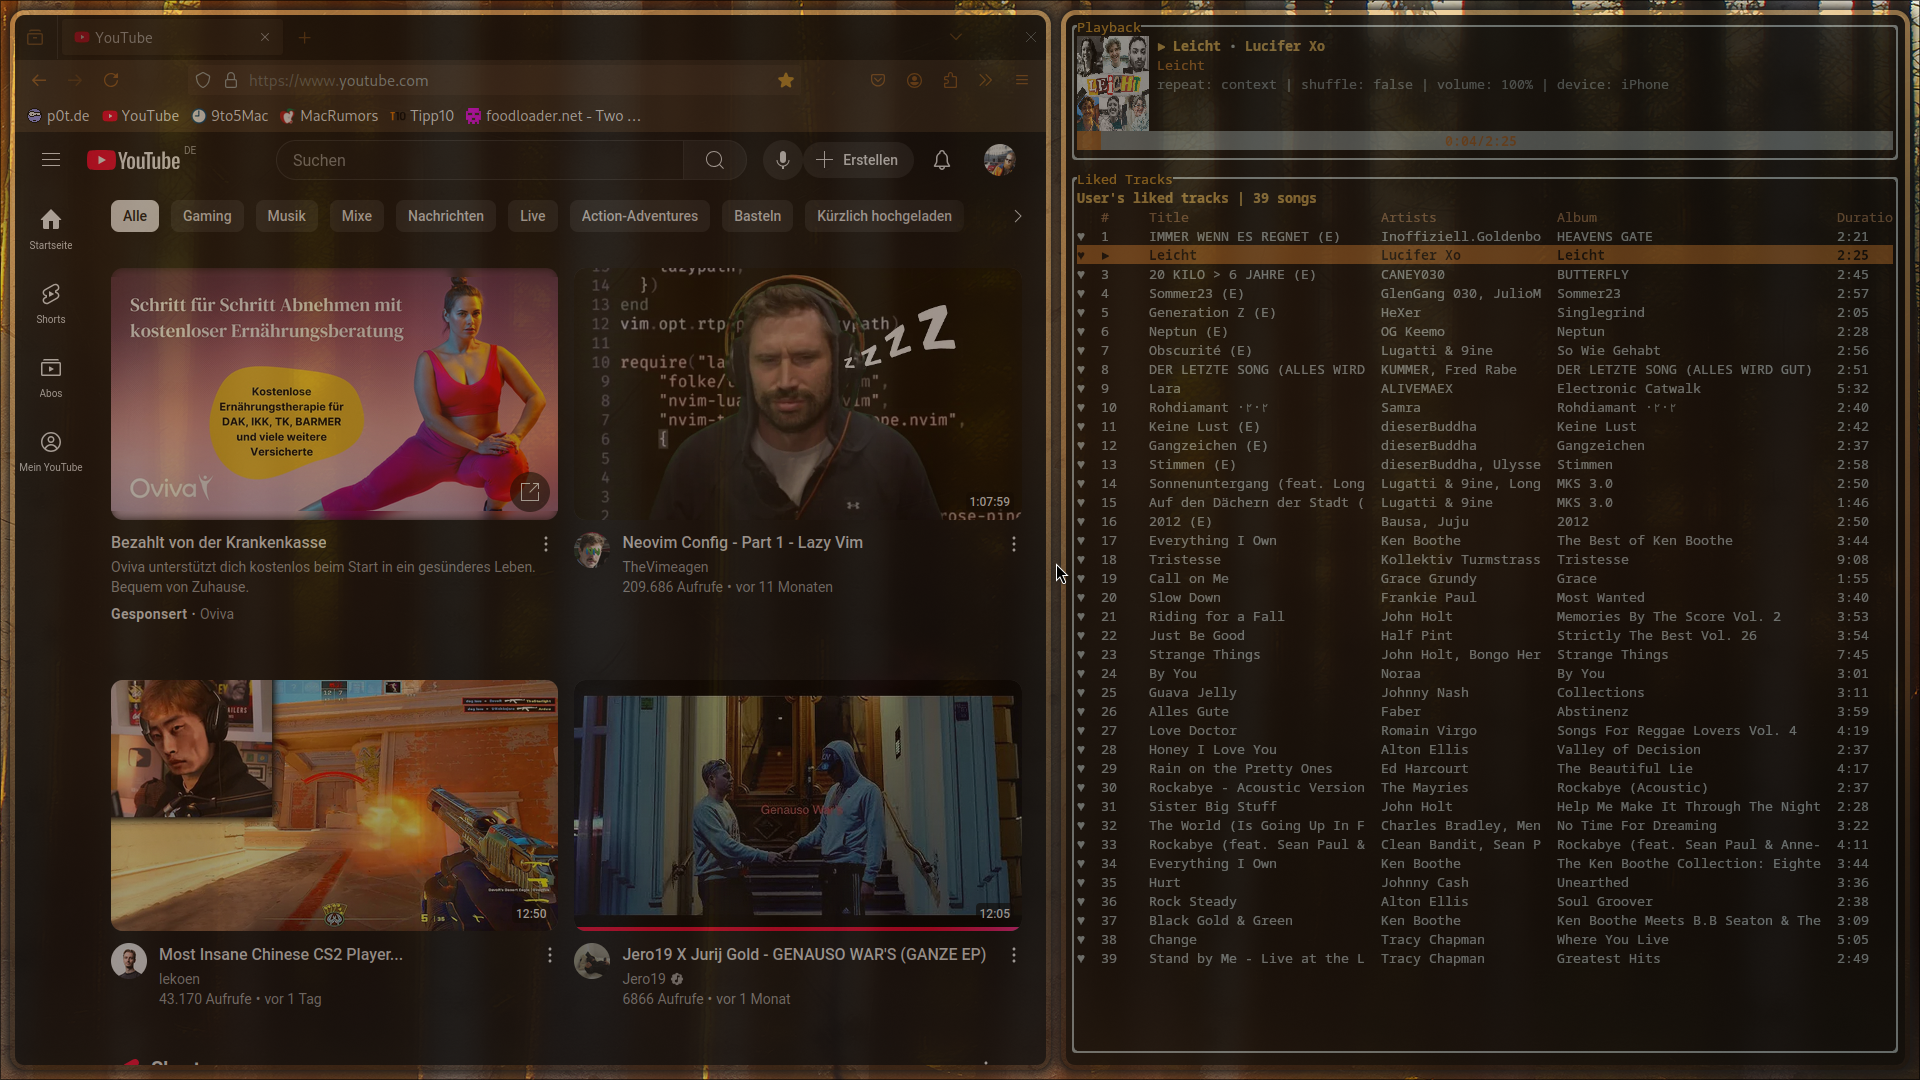 YouTube
https://www.youtube.com
p0t.de YouTube 9to5Mac MacRumors Tipp10 foodloader.net - Two ...
YouTube DE
Suchen
Erstellen
Alle Gaming Musik Mixe Nachrichten Live Action-Adventures Basteln Kürzlich hochgeladen
Startseite
Shorts
Abos
Mein YouTube
Schritt für Schritt Abnehmen mit
kostenloser Ernährungsberatung
Kostenlose
Ernährungstherapie für
DAK, IKK, TK, BARMER
und viele weitere
Versicherte
Oviva
Bezahlt von der Krankenkasse
Oviva unterstützt dich kostenlos beim Start in ein gesünderes Leben.
Bequem von Zuhause.
Gesponsert • Oviva
14 })
13 end
12 vim.opt.rtp
11
10 require("la
9 "folke/
8 "nvim-lua
7 "nvim-t ope.nvim",
6 {
5
4
3
2
z z z Z
1:07:59
Neovim Config - Part 1 - Lazy Vim
TheVimeagen
209.686 Aufrufe • vor 11 Monaten
12:50
Most Insane Chinese CS2 Player...
lekoen
43.170 Aufrufe • vor 1 Tag
Genauso War's
12:05
Jero19 X Jurij Gold - GENAUSO WAR'S (GANZE EP)
Jero19
6866 Aufrufe • vor 1 Monat
Playback
LEICHT
▶ Leicht · Lucifer Xo
Leicht
repeat: context | shuffle: false | volume: 100% | device: iPhone
0:04/2:25
Liked Tracks
User's liked tracks | 39 songs
# Title Artists Album Duratio
♥ 1 IMMER WENN ES REGNET (E) Inoffiziell.Goldenbo HEAVENS GATE 2:21
♥ ▶ Leicht Lucifer Xo Leicht 2:25
♥ 3 20 KILO > 6 JAHRE (E) CANEY030 BUTTERFLY 2:45
♥ 4 Sommer23 (E) GlenGang 030, JulioM Sommer23 2:57
♥ 5 Generation Z (E) HeXer Singlegrind 2:05
♥ 6 Neptun (E) OG Keemo Neptun 2:28
♥ 7 Obscurité (E) Lugatti & 9ine So Wie Gehabt 2:56
♥ 8 DER LETZTE SONG (ALLES WIRD KUMMER, Fred Rabe DER LETZTE SONG (ALLES WIRD GUT) 2:51
♥ 9 Lara ALIVEMAEX Electronic Catwalk 5:32
♥ 10 Rohdiamant Samra Rohdiamant 2:40
♥ 11 Keine Lust (E) dieserBuddha Keine Lust 2:42
♥ 12 Gangzeichen (E) dieserBuddha Gangzeichen 2:37
♥ 13 Stimmen (E) dieserBuddha, Ulysse Stimmen 2:58
♥ 14 Sonnenuntergang (feat. Long Lugatti & 9ine, Long MKS 3.0 2:50
♥ 15 Auf den Dächern der Stadt ( Lugatti & 9ine MKS 3.0 1:46
♥ 16 2012 (E) Bausa, Juju 2012 2:50
♥ 17 Everything I Own Ken Boothe The Best of Ken Boothe 3:44
♥ 18 Tristesse Kollektiv Turmstrass Tristesse 9:08
♥ 19 Call on Me Grace Grundy Grace 1:55
♥ 20 Slow Down Frankie Paul Most Wanted 3:40
♥ 21 Riding for a Fall John Holt Memories By The Score Vol. 2 3:53
♥ 22 Just Be Good Half Pint Strictly The Best Vol. 26 3:54
♥ 23 Strange Things John Holt, Bongo Her Strange Things 7:45
♥ 24 By You Noraa By You 3:01
♥ 25 Guava Jelly Johnny Nash Collections 3:11
♥ 26 Alles Gute Faber Abstinenz 3:59
♥ 27 Love Doctor Romain Virgo Songs For Reggae Lovers Vol. 4 4:19
♥ 28 Honey I Love You Alton Ellis Valley of Decision 2:37
♥ 29 Rain on the Pretty Ones Ed Harcourt The Beautiful Lie 4:17
♥ 30 Rockabye - Acoustic Version The Mayries Rockabye (Acoustic) 2:37
♥ 31 Sister Big Stuff John Holt Help Me Make It Through The Night 2:28
♥ 32 The World (Is Going Up In F Charles Bradley, Men No Time For Dreaming 3:22
♥ 33 Rockabye (feat. Sean Paul & Clean Bandit, Sean P Rockabye (feat. Sean Paul & Anne- 4:11
♥ 34 Everything I Own Ken Boothe The Ken Boothe Collection: Eighte 3:44
♥ 35 Hurt Johnny Cash Unearthed 3:36
♥ 36 Rock Steady Alton Ellis Soul Groover 2:38
♥ 37 Black Gold & Green Ken Boothe Ken Boothe Meets B.B Seaton & The 3:09
♥ 38 Change Tracy Chapman Where You Live 5:05
♥ 39 Stand by Me - Live at the L Tracy Chapman Greatest Hits 2:49